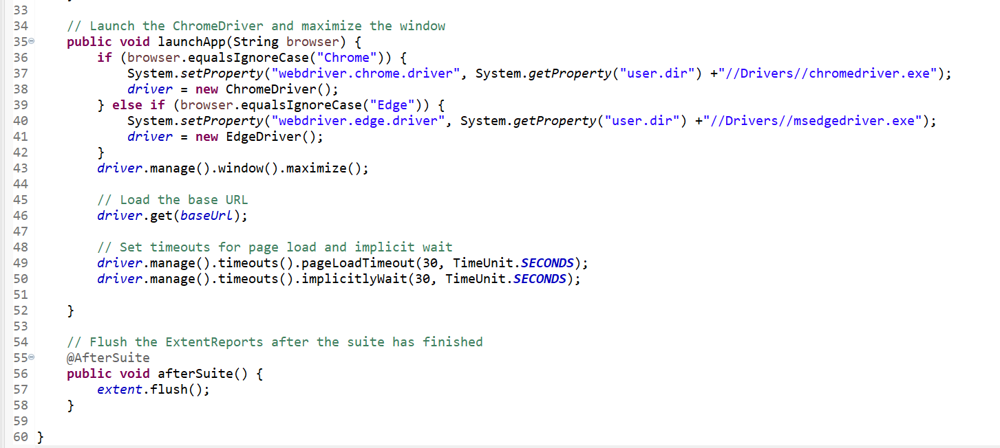 33
34 // Launch the ChromeDriver and maximize the window
35 public void launchApp(String browser) {
36 if (browser.equalsIgnoreCase("Chrome")) {
37 System.setProperty("webdriver.chrome.driver", System.getProperty("user.dir") +"//Drivers//chromedriver.exe");
38 driver = new ChromeDriver();
39 } else if (browser.equalsIgnoreCase("Edge")) {
40 System.setProperty("webdriver.edge.driver", System.getProperty("user.dir") +"//Drivers//msedgedriver.exe");
41 driver = new EdgeDriver();
42 }
43 driver.manage().window().maximize();
44
45 // Load the base URL
46 driver.get(baseUrl);
47
48 // Set timeouts for page load and implicit wait
49 driver.manage().timeouts().pageLoadTimeout(30, TimeUnit.SECONDS);
50 driver.manage().timeouts().implicitlyWait(30, TimeUnit.SECONDS);
51
52 }
53
54 // Flush the ExtentReports after the suite has finished
55 @AfterSuite
56 public void afterSuite() {
57 extent.flush();
58 }
59
60 }